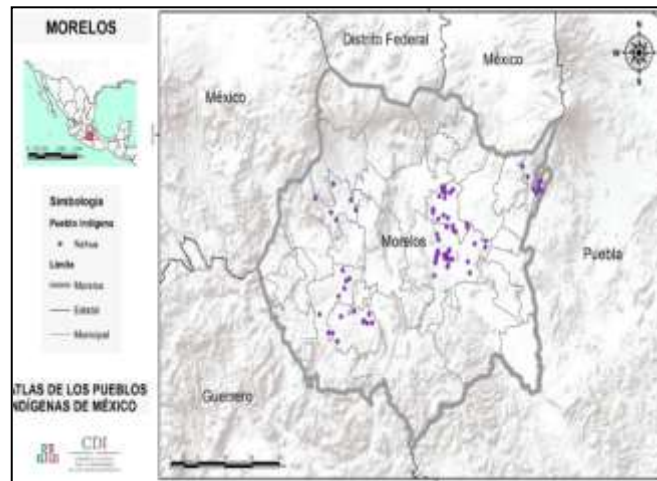 MORELOS
Simbología
Pueblo Indígena
Nahua
Límite
Morelos
Estado
Municipal
ATLAS DE LOS PUEBLOS
INDÍGENAS DE MÉXICO
CDI
Distrito Federal
México
México
Morelos
Puebla
Guerrero
N
W
S